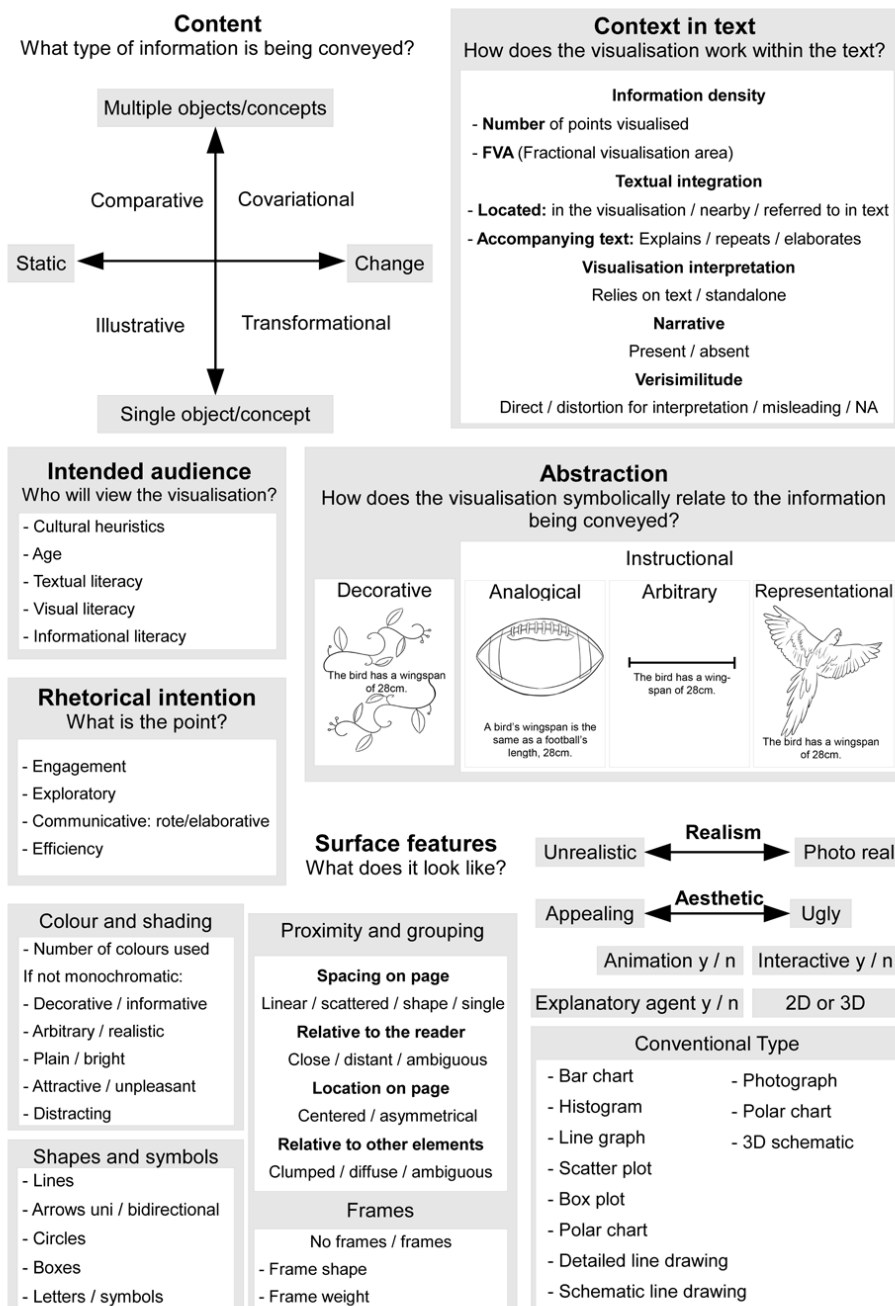 Content
What type of information is being conveyed?
Multiple objects/concepts
Comparative
Covariational
Static
Change
Illustrative
Transformational
Single object/concept
Context in text
How does the visualisation work within the text?
Information density
- Number of points visualised
- FVA (Fractional visualisation area)
Textual integration
- Located: in the visualisation / nearby / referred to in text
- Accompanying text: Explains / repeats / elaborates
Visualisation interpretation
Relies on text / standalone
Narrative
Present / absent
Verisimilitude
Direct / distortion for interpretation / misleading / NA
Intended audience
Who will view the visualisation?
- Cultural heuristics
- Age
- Textual literacy
- Visual literacy
- Informational literacy
Abstraction
How does the visualisation symbolically relate to the information
being conveyed?
Instructional
Decorative
The bird has a wingspan
of 28cm.
Analogical
A bird's wingspan is the
same as a football's
length, 28cm.
Arbitrary
The bird has a wing-
span of 28cm.
Representational
The bird has a wingspan
of 28cm.
Rhetorical intention
What is the point?
- Engagement
- Exploratory
- Communicative: rote/elaborative
- Efficiency
Surface features
What does it look like?
Realism
Unrealistic
Photo real
Aesthetic
Appealing
Ugly
Animation y / n
Interactive y / n
Explanatory agent y / n
2D or 3D
Colour and shading
- Number of colours used
If not monochromatic:
- Decorative / informative
- Arbitrary / realistic
- Plain / bright
- Attractive / unpleasant
- Distracting
Shapes and symbols
- Lines
- Arrows uni / bidirectional
- Circles
- Boxes
- Letters / symbols
Proximity and grouping
Spacing on page
Linear / scattered / shape / single
Relative to the reader
Close / distant / ambiguous
Location on page
Centered / asymmetrical
Relative to other elements
Clumped / diffuse / ambiguous
Frames
No frames / frames
- Frame shape
- Frame weight
Conventional Type
- Bar chart
- Histogram
- Line graph
- Scatter plot
- Box plot
- Polar chart
- Detailed line drawing
- Schematic line drawing
- Photograph
- Polar chart
- 3D schematic